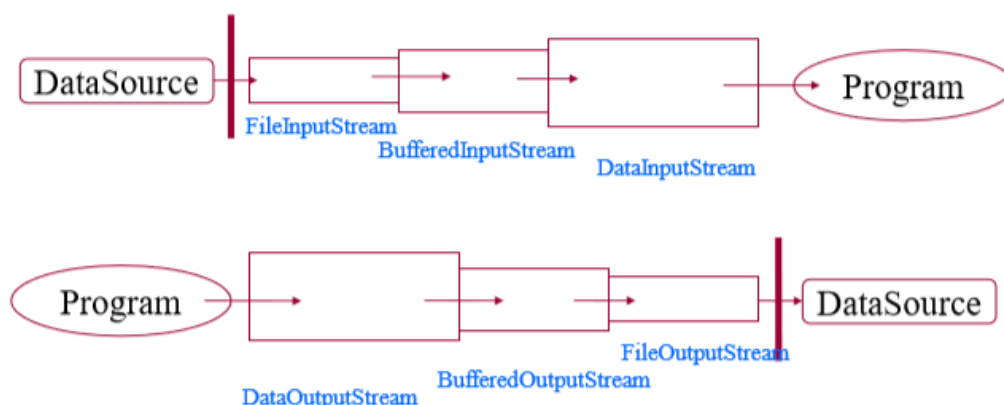 DataSource
Program
FileInputStream
BufferedInputStream
DataInputStream
Program
DataSource
FileOutputStream
BufferedOutputStream
DataOutputStream